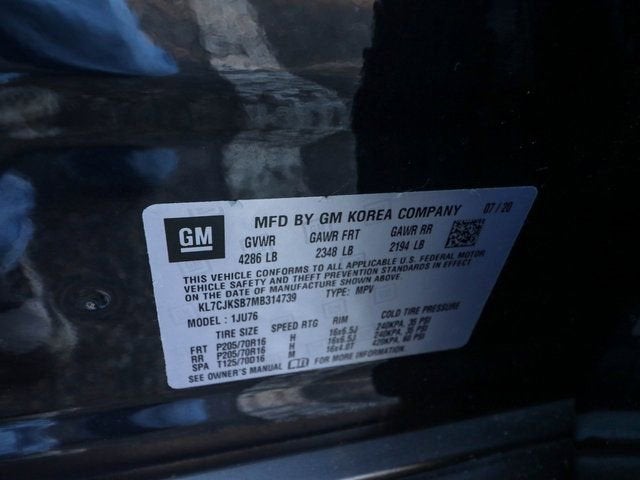 GM MFD BY GM KOREA COMPANY 07/20
GVWR GAWR FRT GAWR RR
4286 LB 2348 LB 2194 LB
THIS VEHICLE CONFORMS TO ALL APPLICABLE U.S. FEDERAL MOTOR
VEHICLE SAFETY AND THEFT PREVENTION STANDARDS IN EFFECT
ON THE DATE OF MANUFACTURE SHOWN ABOVE.
KL7CJKSB7MB314739 TYPE: MPV
MODEL: 1JU76
TIRE SIZE SPEED RTG RIM COLD TIRE PRESSURE
FRT P205/70R16 H 16x6.5J 240KPA, 35 PSI
RR P205/70R16 H 16x6.5J 240KPA, 35 PSI
SPA T125/70D16 M 16x4.0T 420KPA, 60 PSI
SEE OWNER'S MANUAL FOR MORE INFORMATION.